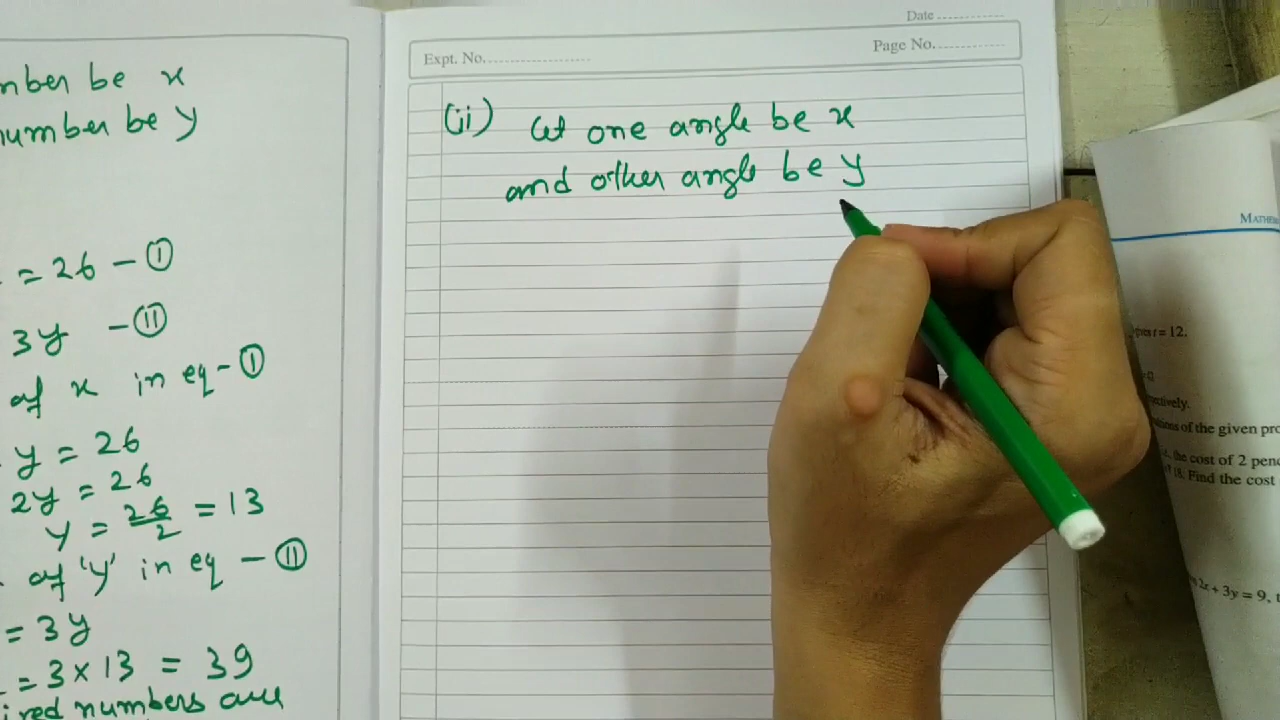 mber be x
number be y
= 26 - ①
3y - ⑪
of x in eq - ①
y = 26
2y = 26
y = 26/2 = 13
of 'y' in eq - ⑪
= 3y
= 3 × 13 = 39
ired numbers are
Date
Expt. No.
Page No.
(ii) let one angle be x
and other angle be y
MATHEM
t = 12.
ectively.
of the given pro
the cost of 2 penc
Find the cost
2x + 3y = 9,